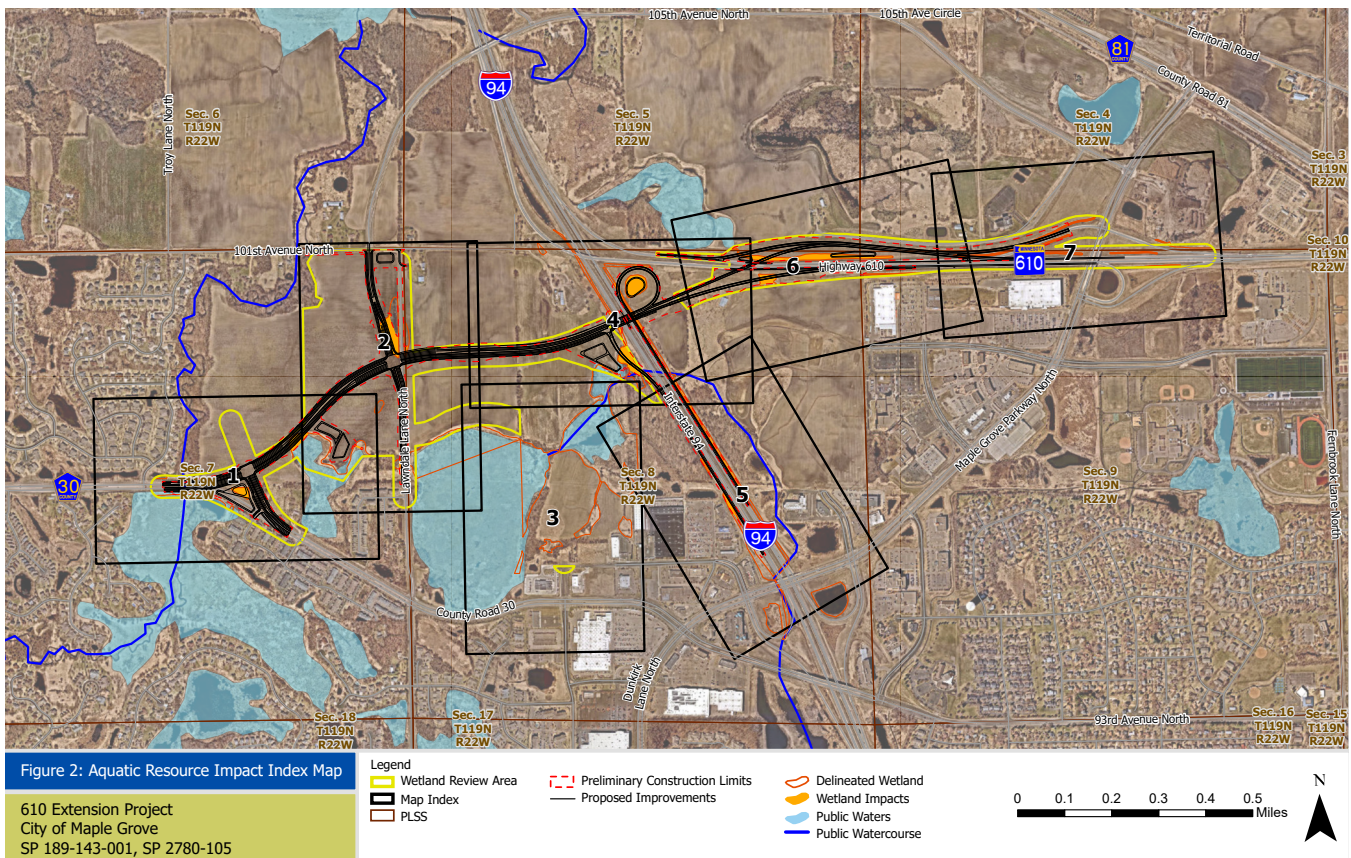 105th Avenue North
105th Ave Circle
Territorial Road
81
COUNTY
County Road 81
94
Sec. 6
T119N
R22W
Sec. 5
T119N
R22W
Sec. 4
T119N
R22W
Sec. 3
T119N
R22W
Troy Lane North
101st Avenue North
Sec. 10
T119N
R22W
7
6
Highway 610
610
4
2
Lawndale Lane North
Interstate 94
Maple Grove Parkway North
Fernbrook Lane North
30
COUNTY
Sec. 7
T119N
R22W
1
Sec. 8
T119N
R22W
Sec. 9
T119N
R22W
5
3
94
County Road 30
Dunkirk
Lane North
93rd Avenue North
Sec. 18
T119N
R22W
Sec. 17
T119N
R22W
Sec. 16
T119N
R22W
Sec. 15
T119N
R22W
Figure 2: Aquatic Resource Impact Index Map
610 Extension Project
City of Maple Grove
SP 189-143-001, SP 2780-105
Legend
Wetland Review Area
Map Index
PLSS
Preliminary Construction Limits
Proposed Improvements
Delineated Wetland
Wetland Impacts
Public Waters
Public Watercourse
0 0.1 0.2 0.3 0.4 0.5
Miles
N